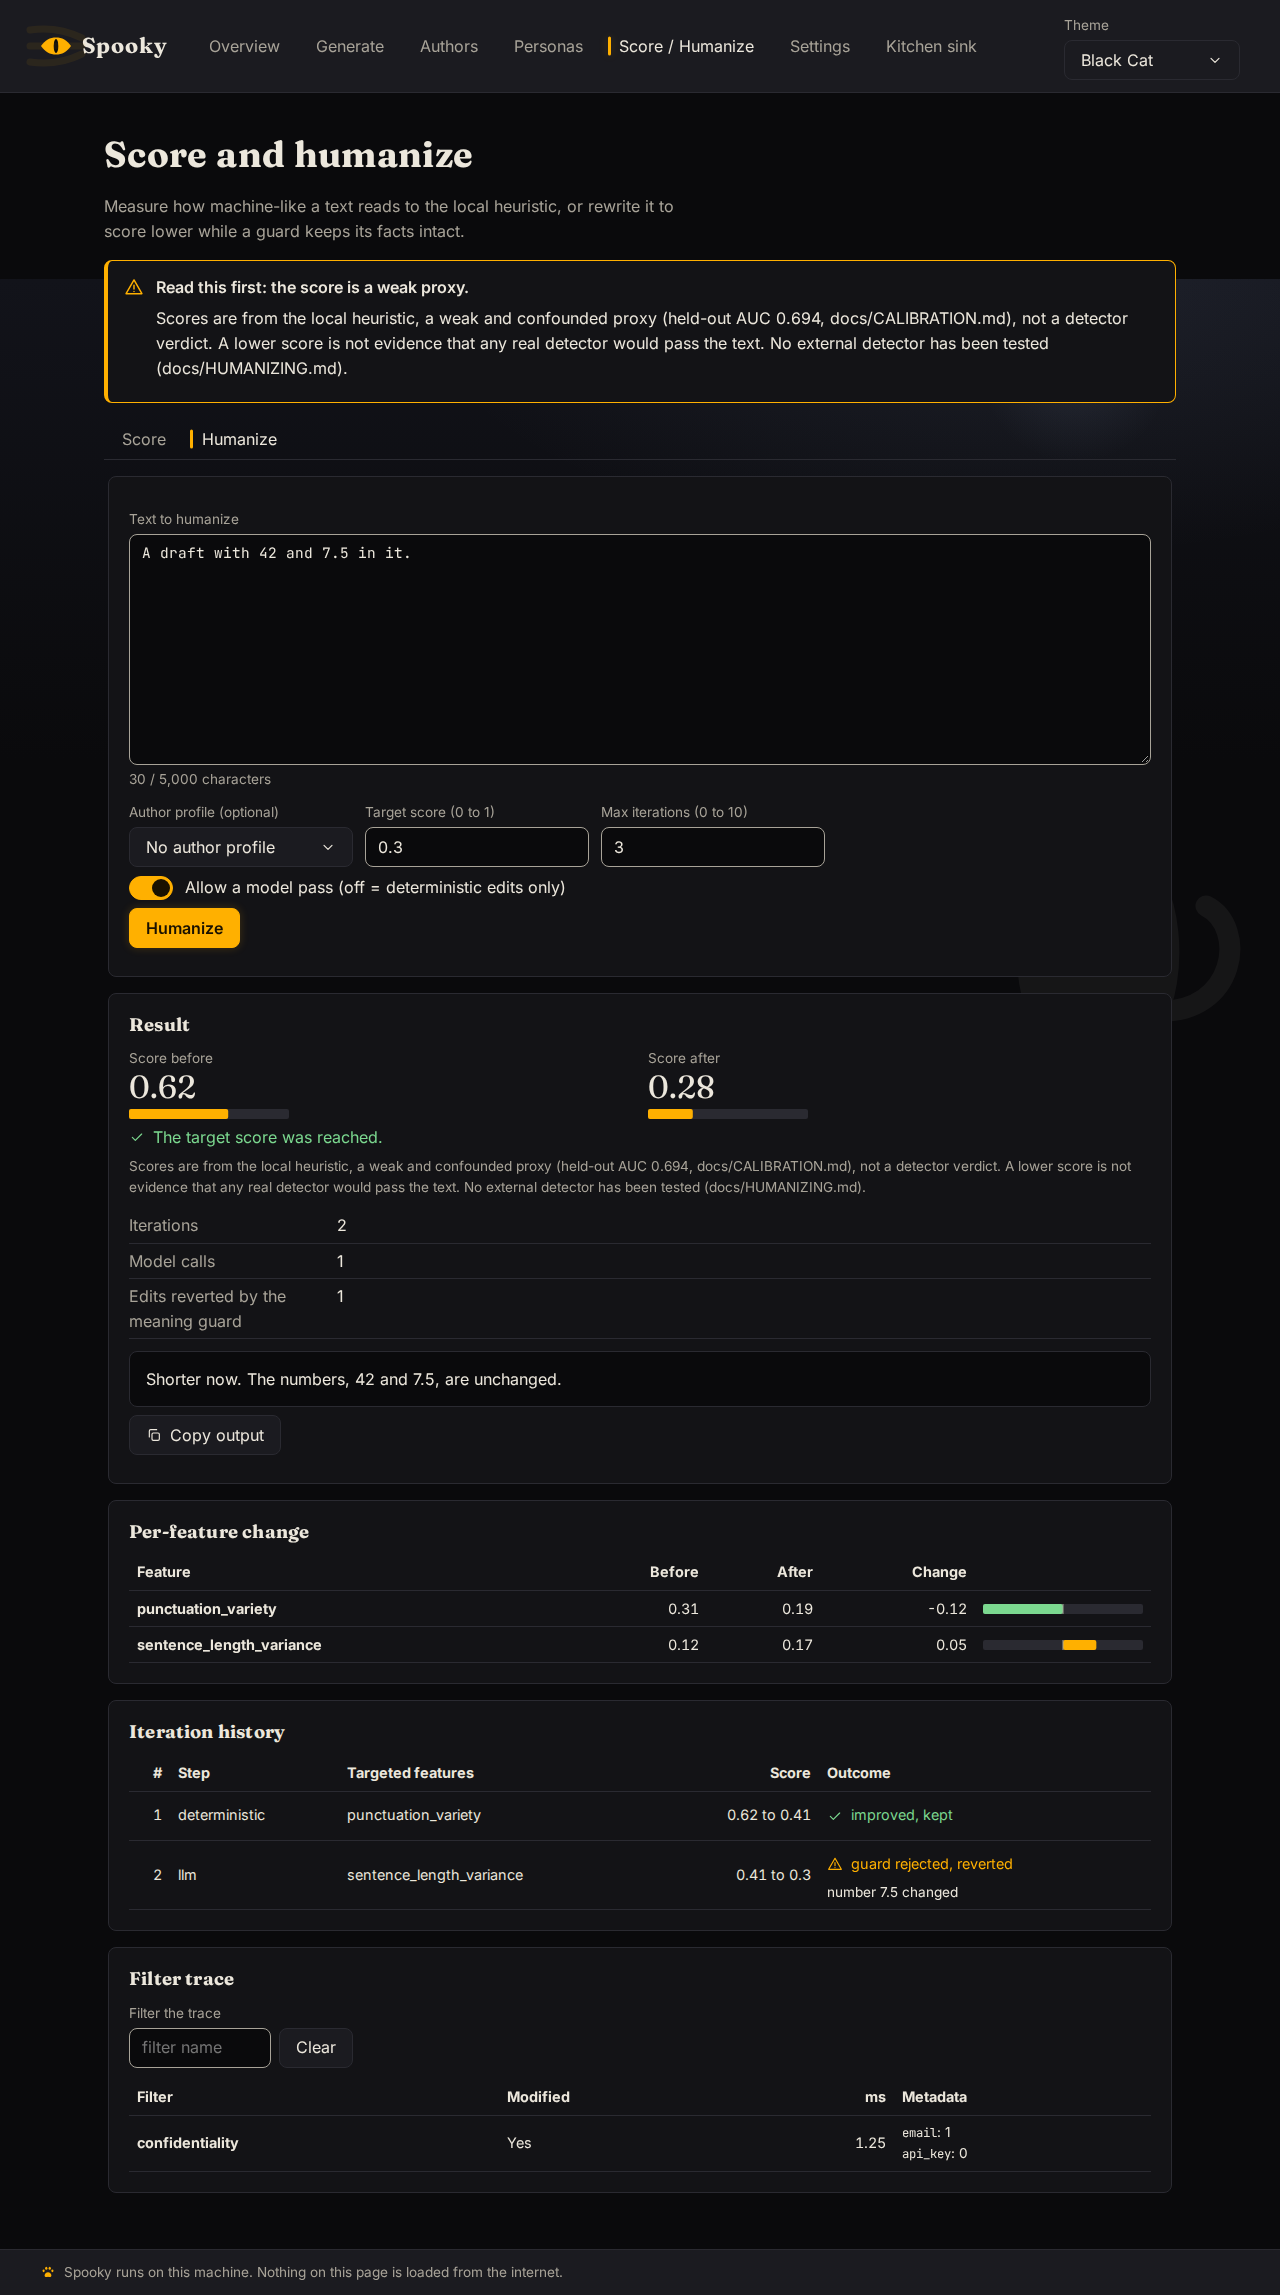 Spooky
Overview
Generate
Authors
Personas
Score / Humanize
Settings
Kitchen sink
Theme
Black Cat
Score and humanize
Measure how machine-like a text reads to the local heuristic, or rewrite it to
score lower while a guard keeps its facts intact.
Read this first: the score is a weak proxy.
Scores are from the local heuristic, a weak and confounded proxy (held-out AUC 0.694, docs/CALIBRATION.md), not a detector
verdict. A lower score is not evidence that any real detector would pass the text. No external detector has been tested
(docs/HUMANIZING.md).
Score
Humanize
Text to humanize
A draft with 42 and 7.5 in it.
30 / 5,000 characters
Author profile (optional)
Target score (0 to 1)
Max iterations (0 to 10)
No author profile
0.3
3
Allow a model pass (off = deterministic edits only)
Humanize
Result
Score before
Score after
0.62
0.28
The target score was reached.
Scores are from the local heuristic, a weak and confounded proxy (held-out AUC 0.694, docs/CALIBRATION.md), not a detector verdict. A lower score is not
evidence that any real detector would pass the text. No external detector has been tested (docs/HUMANIZING.md).
Iterations 2
Model calls 1
Edits reverted by the 1
meaning guard
Shorter now. The numbers, 42 and 7.5, are unchanged.
Copy output
Per-feature change
Feature Before After Change
punctuation_variety 0.31 0.19 -0.12
sentence_length_variance 0.12 0.17 0.05
Iteration history
# Step Targeted features Score Outcome
1 deterministic punctuation_variety 0.62 to 0.41 improved, kept
2 llm sentence_length_variance 0.41 to 0.3 guard rejected, reverted
number 7.5 changed
Filter trace
Filter the trace
filter name
Clear
Filter Modified ms Metadata
confidentiality Yes 1.25 email: 1
api_key: 0
Spooky runs on this machine. Nothing on this page is loaded from the internet.